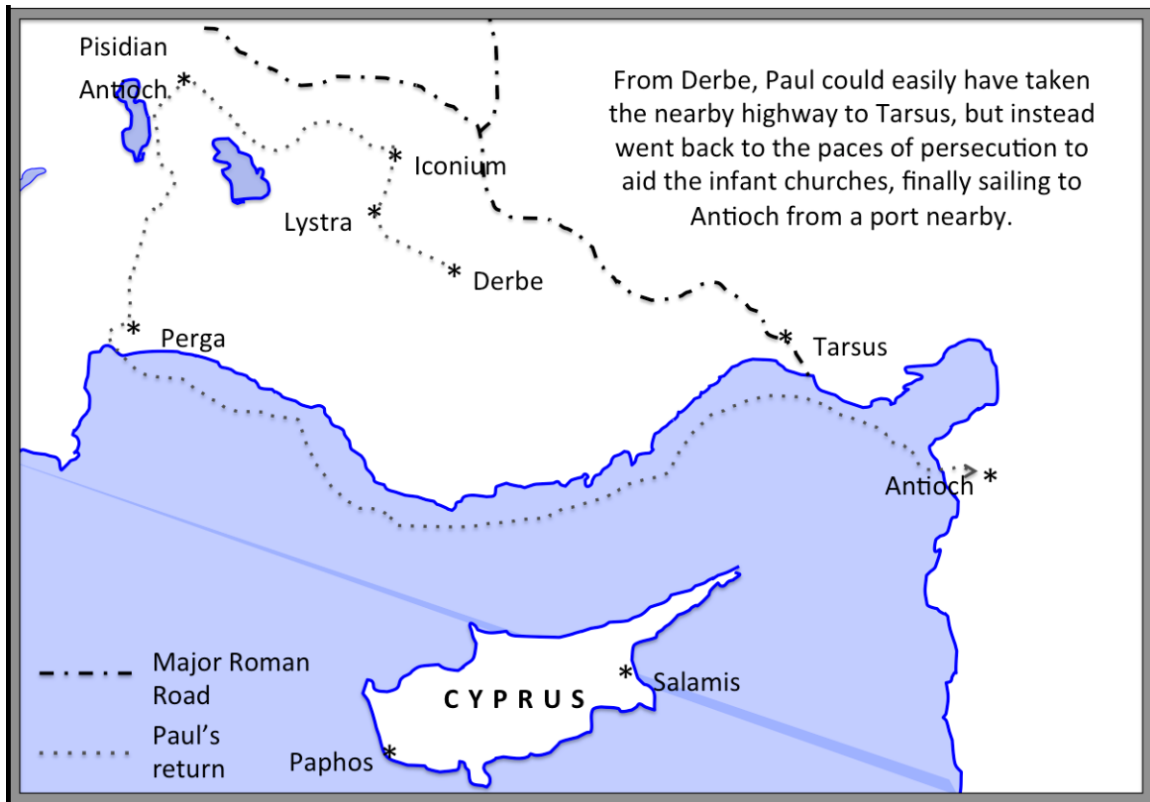 Pisidian
Antioch
From Derbe, Paul could easily have taken
the nearby highway to Tarsus, but instead
went back to the paces of persecution to
aid the infant churches, finally sailing to
Antioch from a port nearby.
* Iconium
Lystra *
* Derbe
* Perga
* Tarsus
Antioch *
Major Roman
Road
Paul's
return
CYPRUS
* Salamis
Paphos *